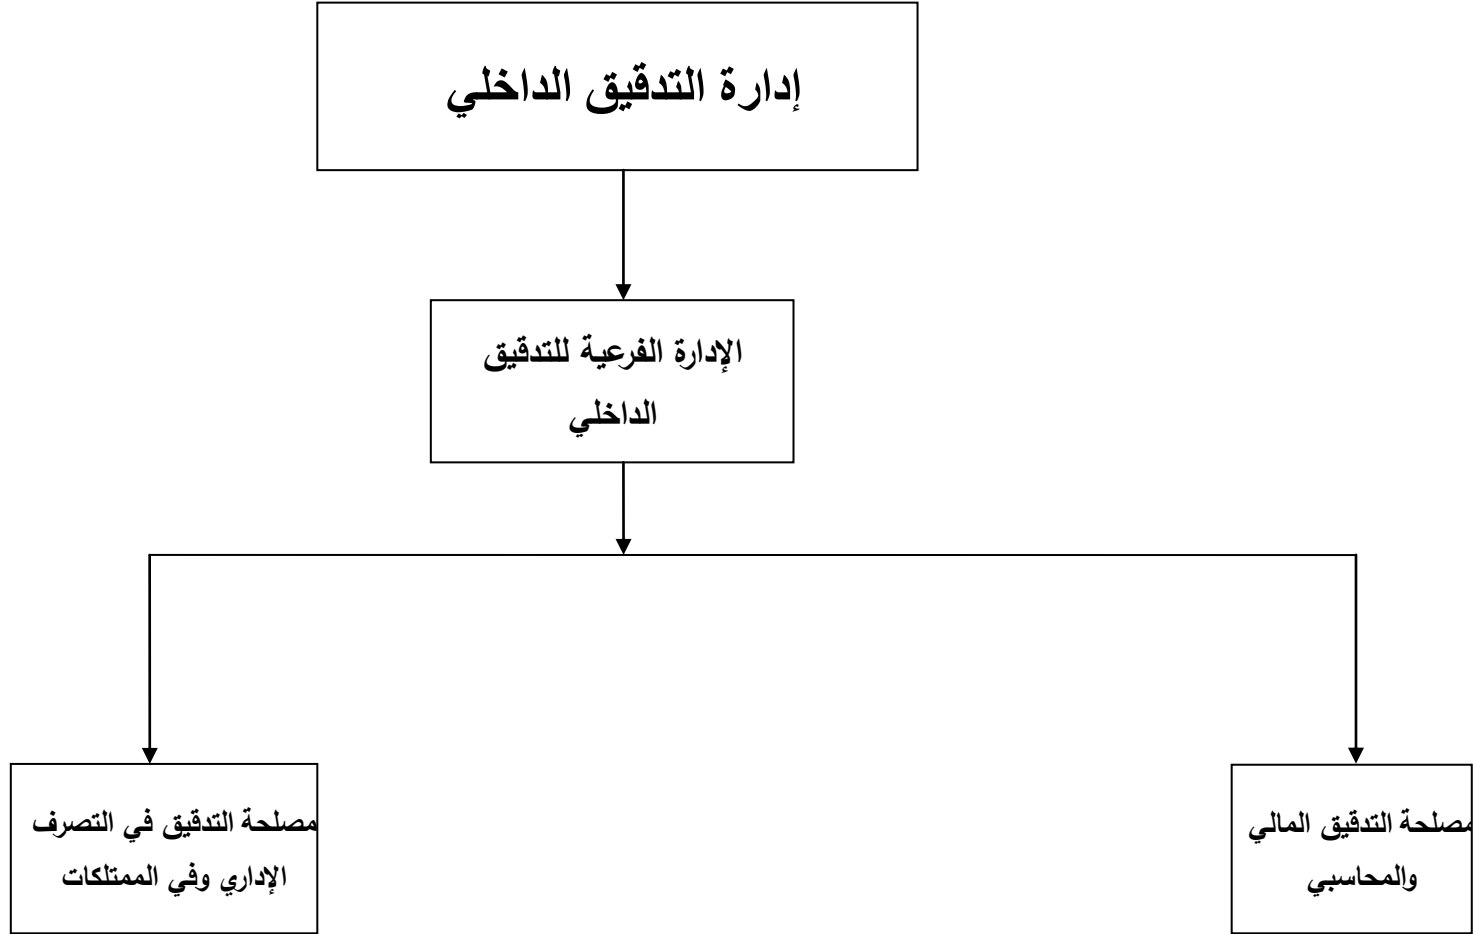 إدارة التدقيق الداخلي
الإدارة الفرعية للتدقيق
الداخلي
مصلحة التدقيق المالي
والمحاسبي
مصلحة التدقيق في التصرف
الإداري وفي الممتلكات